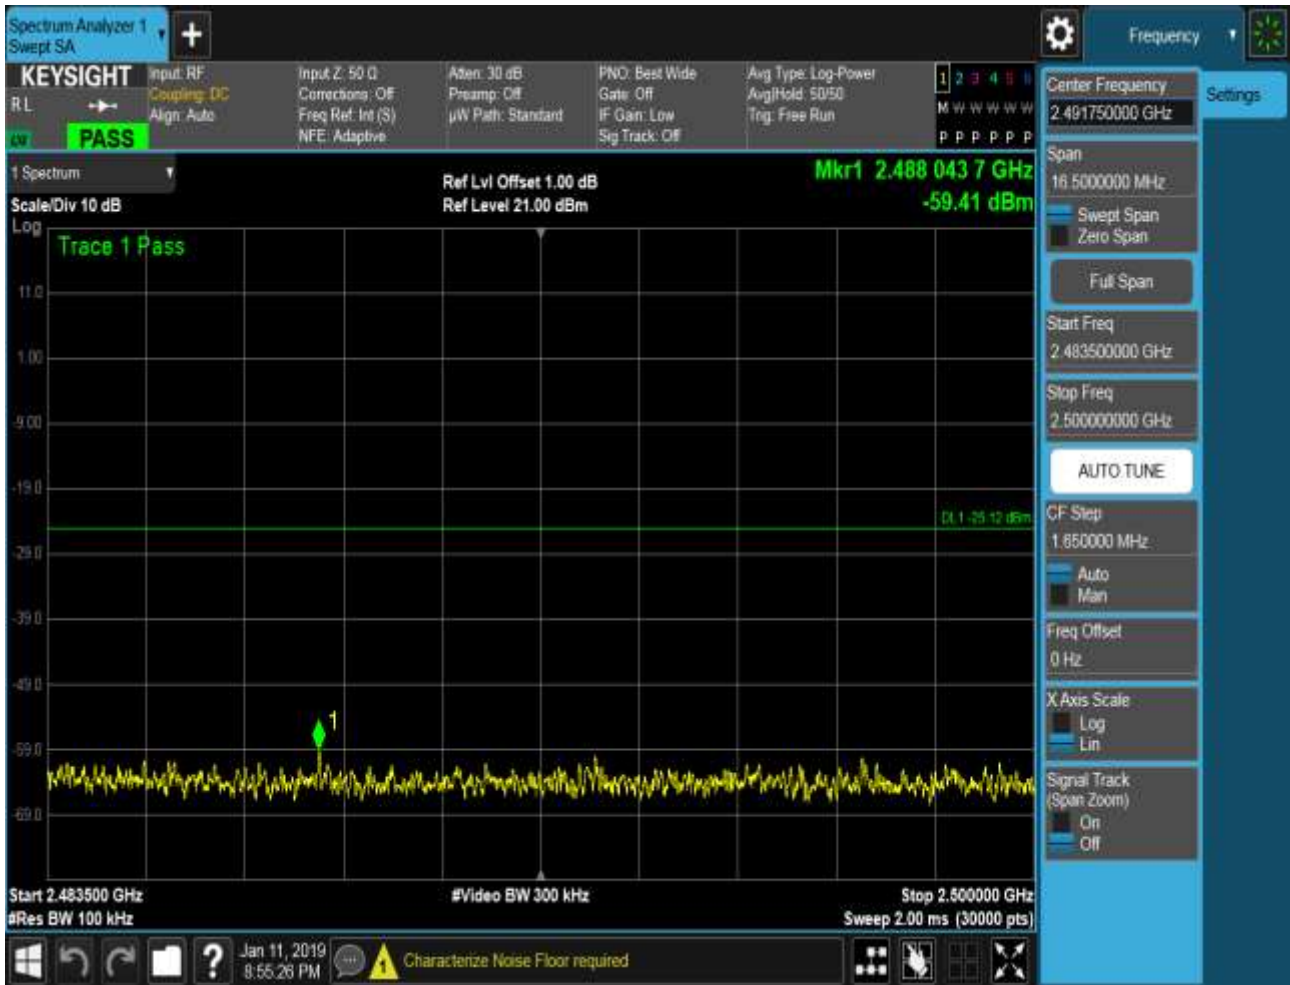 Spectrum Analyzer 1
Swept SA
+
Frequency
KEYSIGHT
RL
PASS
Input: RF
Coupling: DC
Align: Auto
Input Z: 50 Ω
Corrections: Off
Freq Ref: Int (S)
NFE: Adaptive
Atten: 30 dB
Preamp: Off
µW Path: Standard
PNO: Best Wide
Gate: Off
IF Gain: Low
Sig Track: Off
Avg Type: Log-Power
Avg|Hold: 50/50
Trig: Free Run
1 2 3 4 5 6
M W W W W W
P P P P P P
1 Spectrum
Scale/Div 10 dB
Log
Ref Lvl Offset 1.00 dB
Ref Level 21.00 dBm
Mkr1 2.488 043 7 GHz
-59.41 dBm
Trace 1 Pass
11.0
1.00
-9.00
-19.0
DL1 -25.12 dBm
-29.0
-39.0
-49.0
1
-59.0
-69.0
Start 2.483500 GHz
#Video BW 300 kHz
Stop 2.500000 GHz
#Res BW 100 kHz
Sweep 2.00 ms (30000 pts)
?
Jan 11, 2019
8:55:26 PM
Characterize Noise Floor required
Center Frequency
2.491750000 GHz
Settings
Span
16.5000000 MHz
Swept Span
Zero Span
Full Span
Start Freq
2.483500000 GHz
Stop Freq
2.500000000 GHz
AUTO TUNE
CF Step
1.650000 MHz
Auto
Man
Freq Offset
0 Hz
X Axis Scale
Log
Lin
Signal Track
(Span Zoom)
On
Off